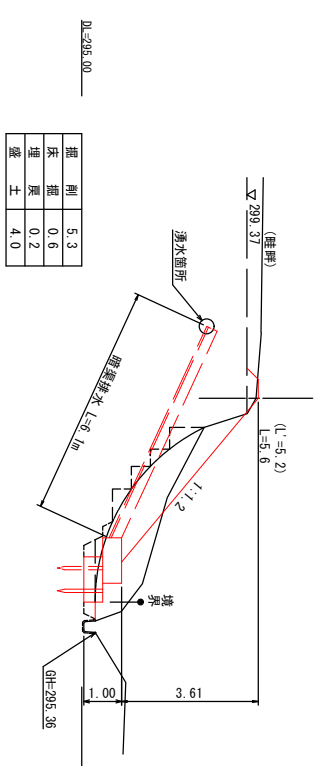 DL=295.00
掘 削 5.3
床 掘 0.6
埋 戻 0.2
盛 土 4.0
(畦畔)
299.37
湧水箇所
暗渠排水 L=6.1m
(L'=5.2)
L=5.6
1:1.2
境界
1.00
3.61
GH=295.36